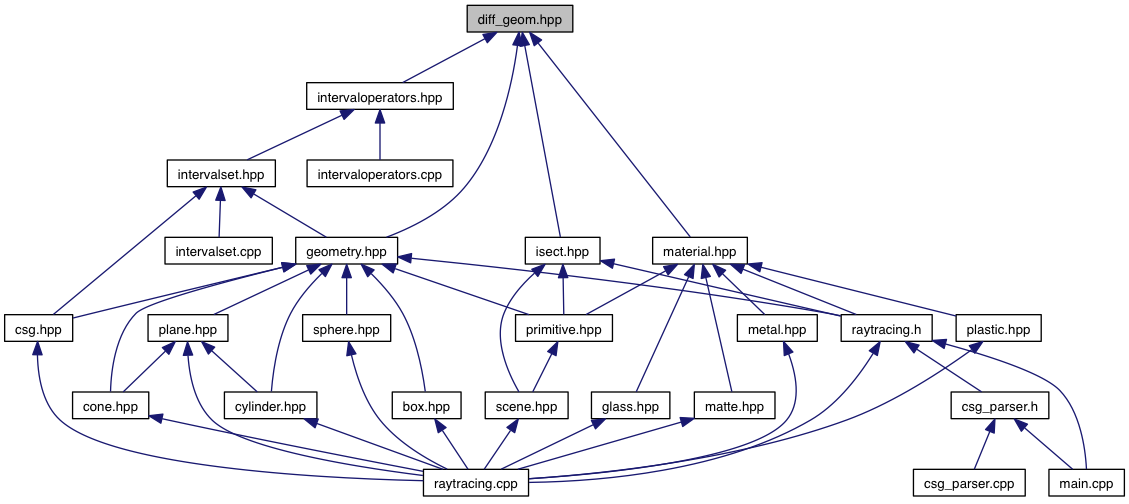 diff_geom.hpp
intervaloperators.hpp
intervalset.hpp
intervaloperators.cpp
intervalset.cpp
geometry.hpp
isect.hpp
material.hpp
csg.hpp
plane.hpp
sphere.hpp
primitive.hpp
metal.hpp
raytracing.h
plastic.hpp
cone.hpp
cylinder.hpp
box.hpp
scene.hpp
glass.hpp
matte.hpp
csg_parser.h
raytracing.cpp
csg_parser.cpp
main.cpp